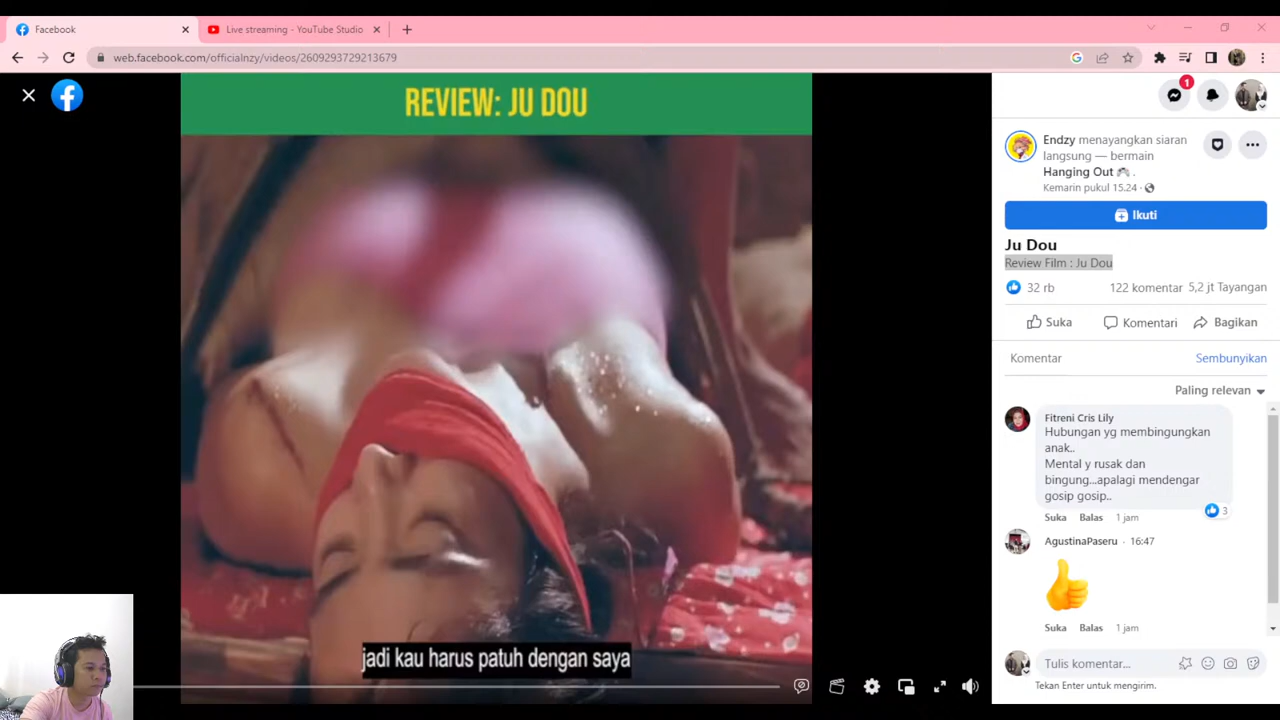 Facebook
Live streaming - YouTube Studio
web.facebook.com/officialnzy/videos/2609293729213679
REVIEW: JU DOU
1
Endzy menayangkan siaran
langsung — bermain
Hanging Out 🎮 .
Kemarin pukul 15.24 ·
Ikuti
Ju Dou
Review Film : Ju Dou
32 rb 122 komentar 5,2 jt Tayangan
Suka Komentari Bagikan
Komentar Sembunyikan
Paling relevan
Fitreni Cris Lily
Hubungan yg membingungkan
anak..
Mental y rusak dan
bingung...apalagi mendengar
gosip gosip..
3
Suka Balas 1 jam
AgustinaPaseru · 16:47
Suka Balas 1 jam
Tulis komentar...
Tekan Enter untuk mengirim.
jadi kau harus patuh dengan saya